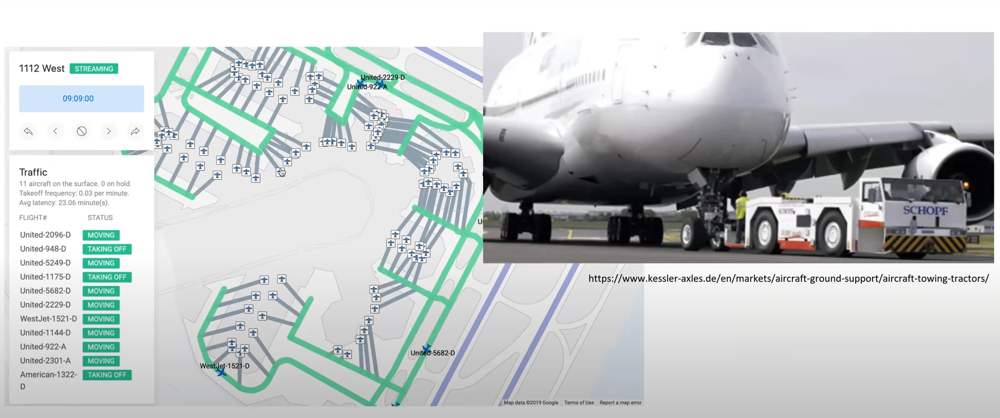 1112 West STREAMING
09:09:00
Traffic
11 aircraft on the surface. 0 on hold.
Takeoff frequency: 0.03 per minute.
Avg latency: 23.06 minute(s).
FLIGHT# STATUS
United-2096-D MOVING
United-948-D TAKING OFF
United-5249-D MOVING
United-1175-D TAKING OFF
United-5682-D MOVING
United-2229-D MOVING
WestJet-1521-D MOVING
United-1144-D MOVING
United-922-A MOVING
United-2301-A MOVING
American-1322-
D TAKING OFF
United-2229-D
United-922-A
United-5682-D
WestJet-1521-D
Map data ©2019 Google Terms of Use Report a map error
SCHOPF
https://www.kessler-axles.de/en/markets/aircraft-ground-support/aircraft-towing-tractors/